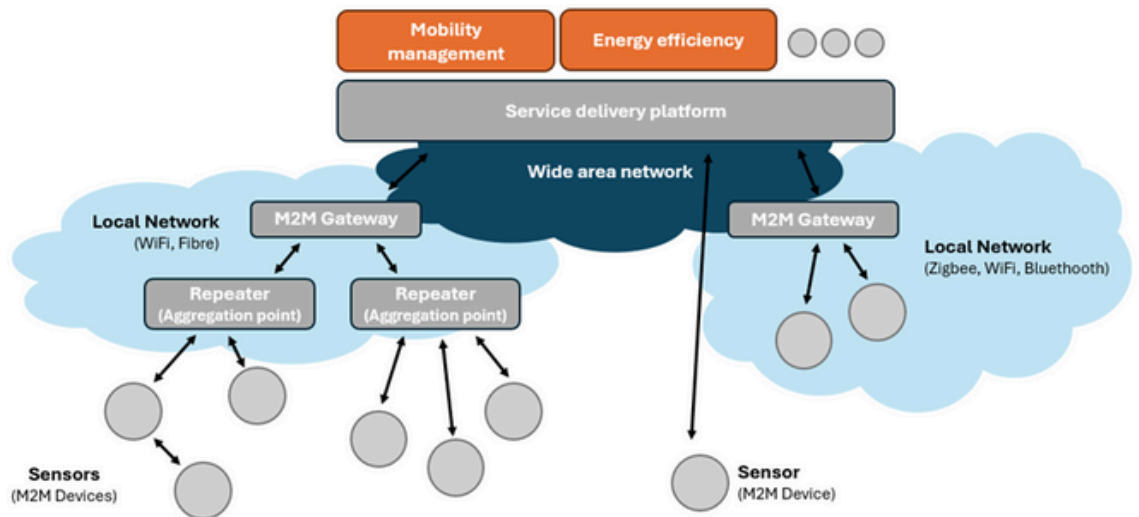 Mobility
management
Energy efficiency
Service delivery platform
Wide area network
Local Network
(WiFi, Fibre)
M2M Gateway
M2M Gateway
Local Network
(Zigbee, WiFi, Bluethooth)
Repeater
(Aggregation point)
Repeater
(Aggregation point)
Sensors
(M2M Devices)
Sensor
(M2M Device)